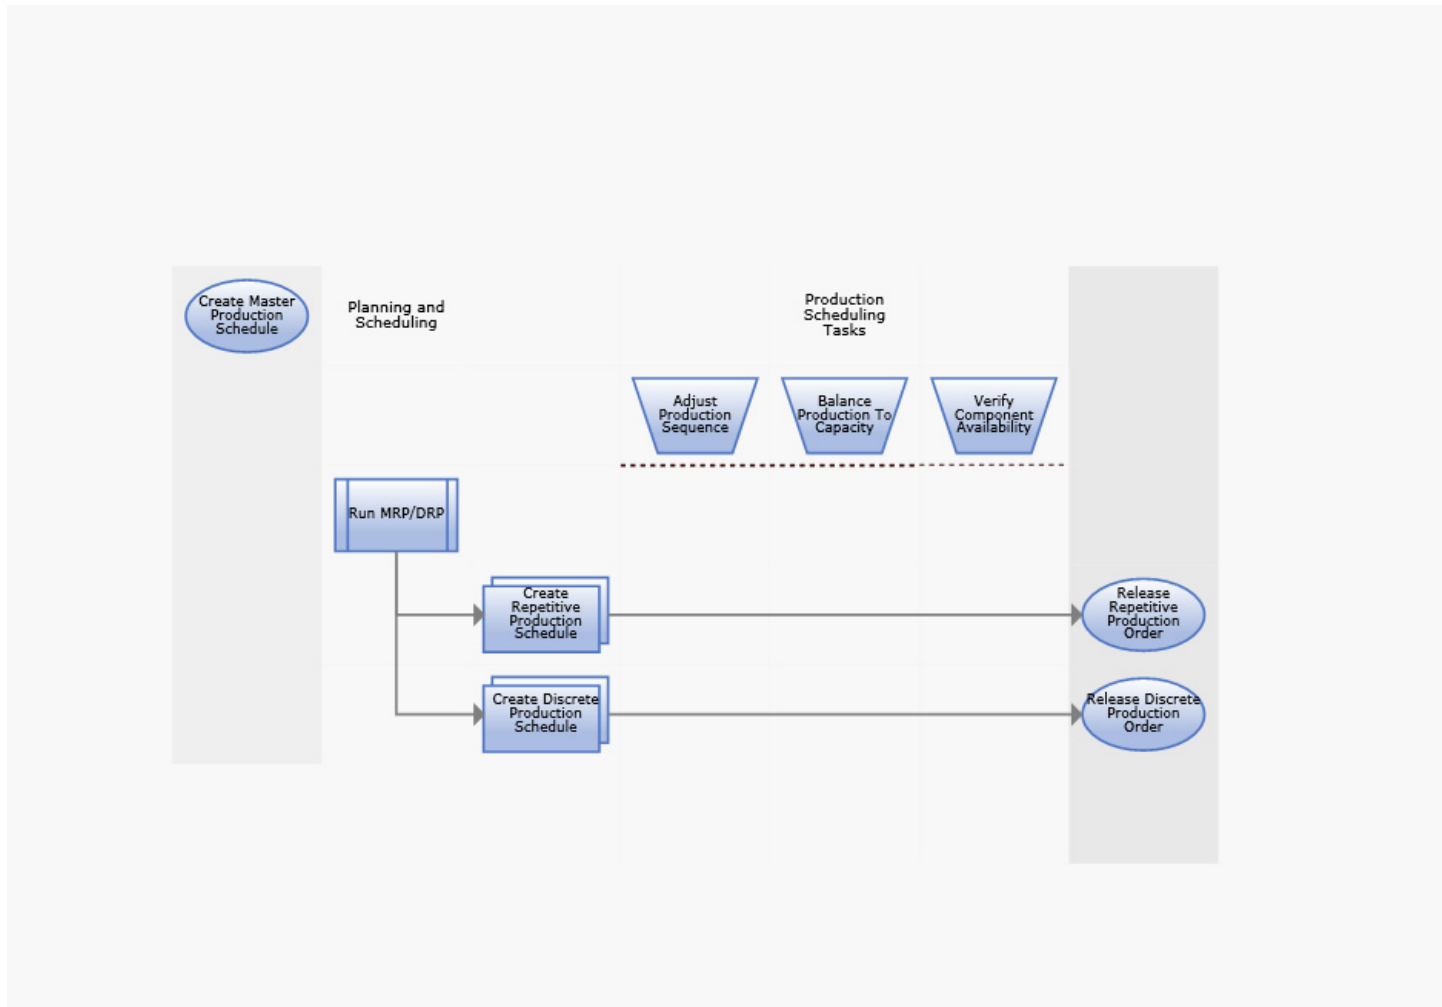 Create Master
Production
Schedule
Planning and
Scheduling
Production
Scheduling
Tasks
Adjust
Production
Sequence
Balance
Production To
Capacity
Verify
Component
Availability
Run MRP/DRP
Create
Repetitive
Production
Schedule
Release
Repetitive
Production
Order
Create Discrete
Production
Schedule
Release Discrete
Production
Order